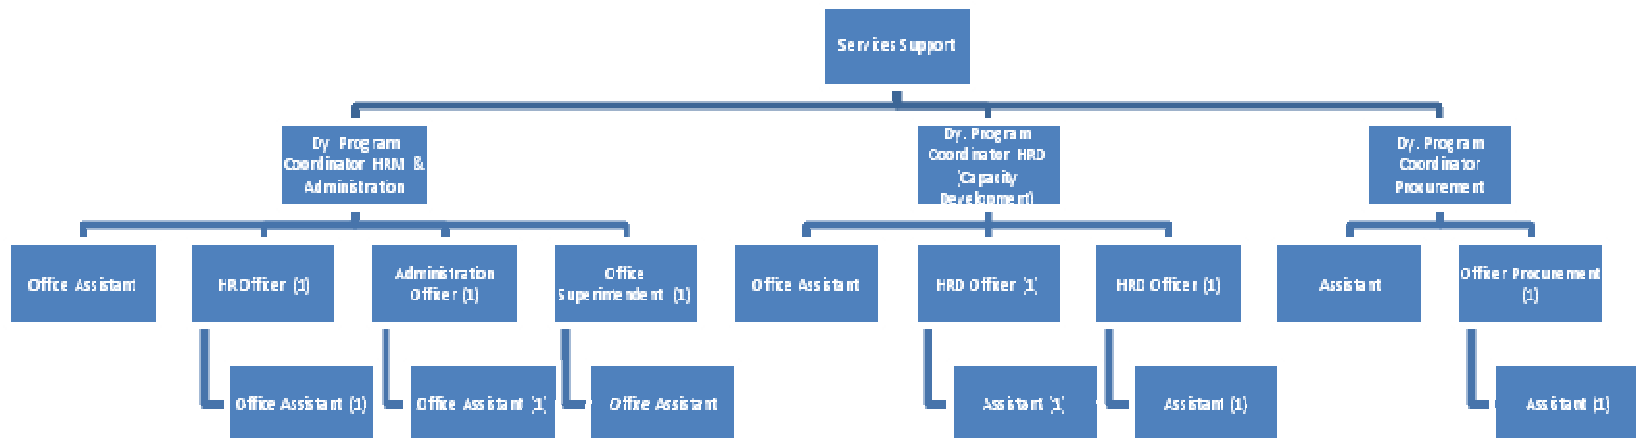 Services Support
Dy Program
Coordinator HRM &
Administration
Dy. Program
Coordinator HRD
(Capacity
Development)
Dy. Program
Coordinator
Procurement
Office Assistant
HR Officer (1)
Administration
Officer (1)
Office
Superintendent (1)
Office Assistant
HRD Officer (1)
HRD Officer (1)
Assistant
Officer Procurement
(1)
Office Assistant (1)
Office Assistant (1)
Office Assistant
Assistant (1)
Assistant (1)
Assistant (1)